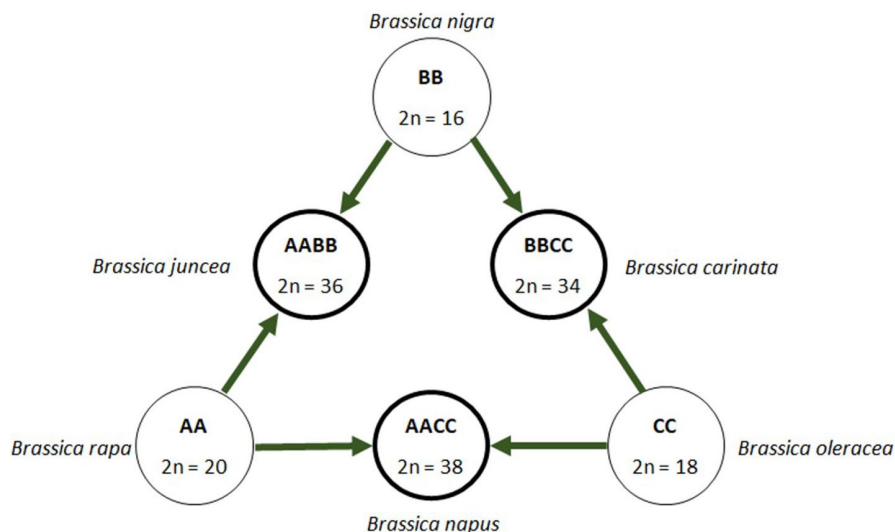 Brassica nigra
BB
2n = 16
AABB
2n = 36
Brassica juncea
BBCC
2n = 34
Brassica carinata
AA
2n = 20
Brassica rapa
AACC
2n = 38
Brassica napus
CC
2n = 18
Brassica oleracea